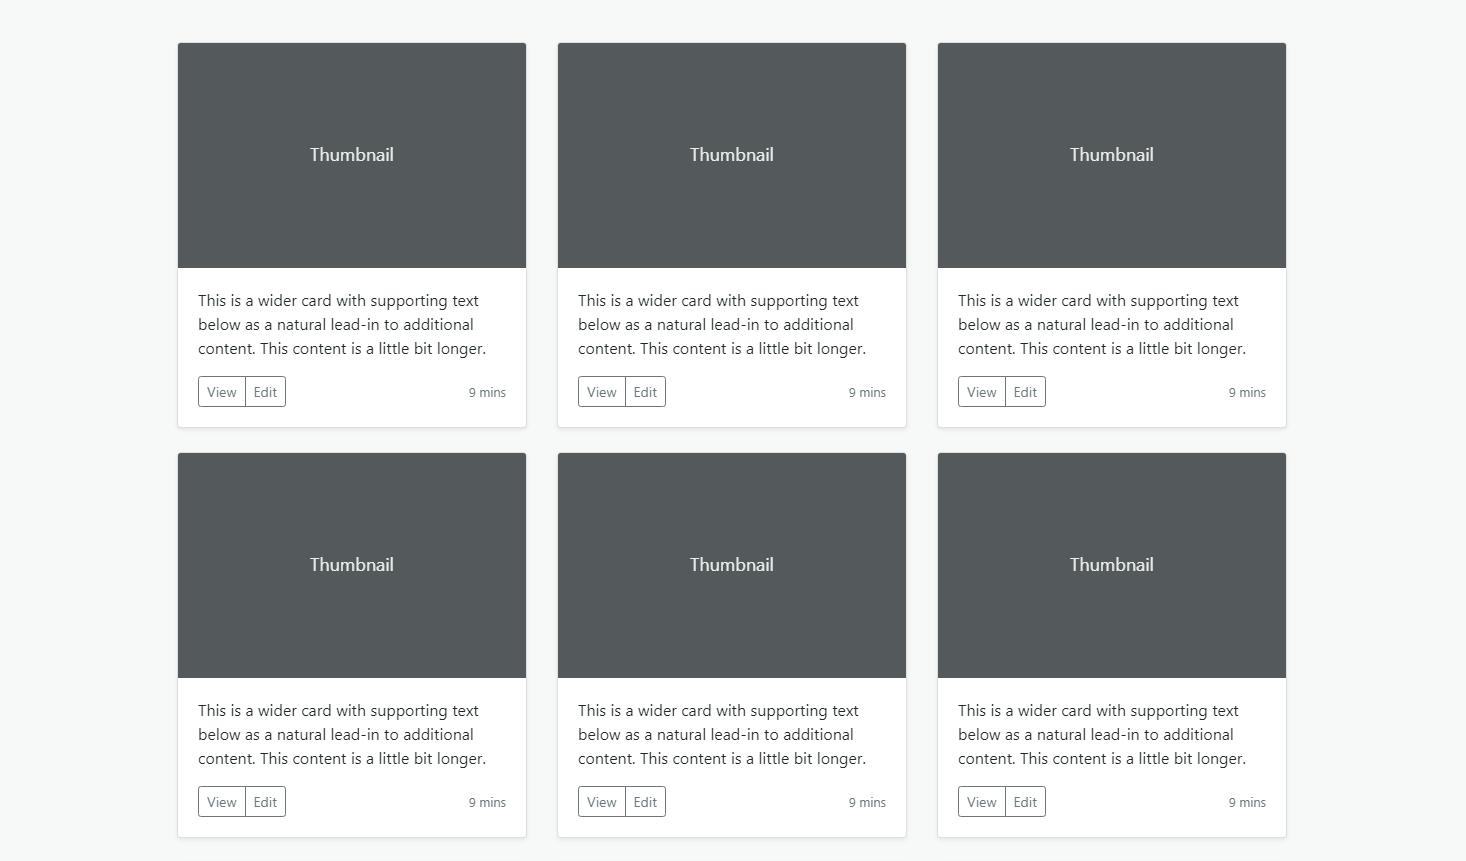 Thumbnail
Thumbnail
Thumbnail
This is a wider card with supporting text
below as a natural lead-in to additional
content. This content is a little bit longer.
View Edit 9 mins
This is a wider card with supporting text
below as a natural lead-in to additional
content. This content is a little bit longer.
View Edit 9 mins
This is a wider card with supporting text
below as a natural lead-in to additional
content. This content is a little bit longer.
View Edit 9 mins
Thumbnail
Thumbnail
Thumbnail
This is a wider card with supporting text
below as a natural lead-in to additional
content. This content is a little bit longer.
View Edit 9 mins
This is a wider card with supporting text
below as a natural lead-in to additional
content. This content is a little bit longer.
View Edit 9 mins
This is a wider card with supporting text
below as a natural lead-in to additional
content. This content is a little bit longer.
View Edit 9 mins